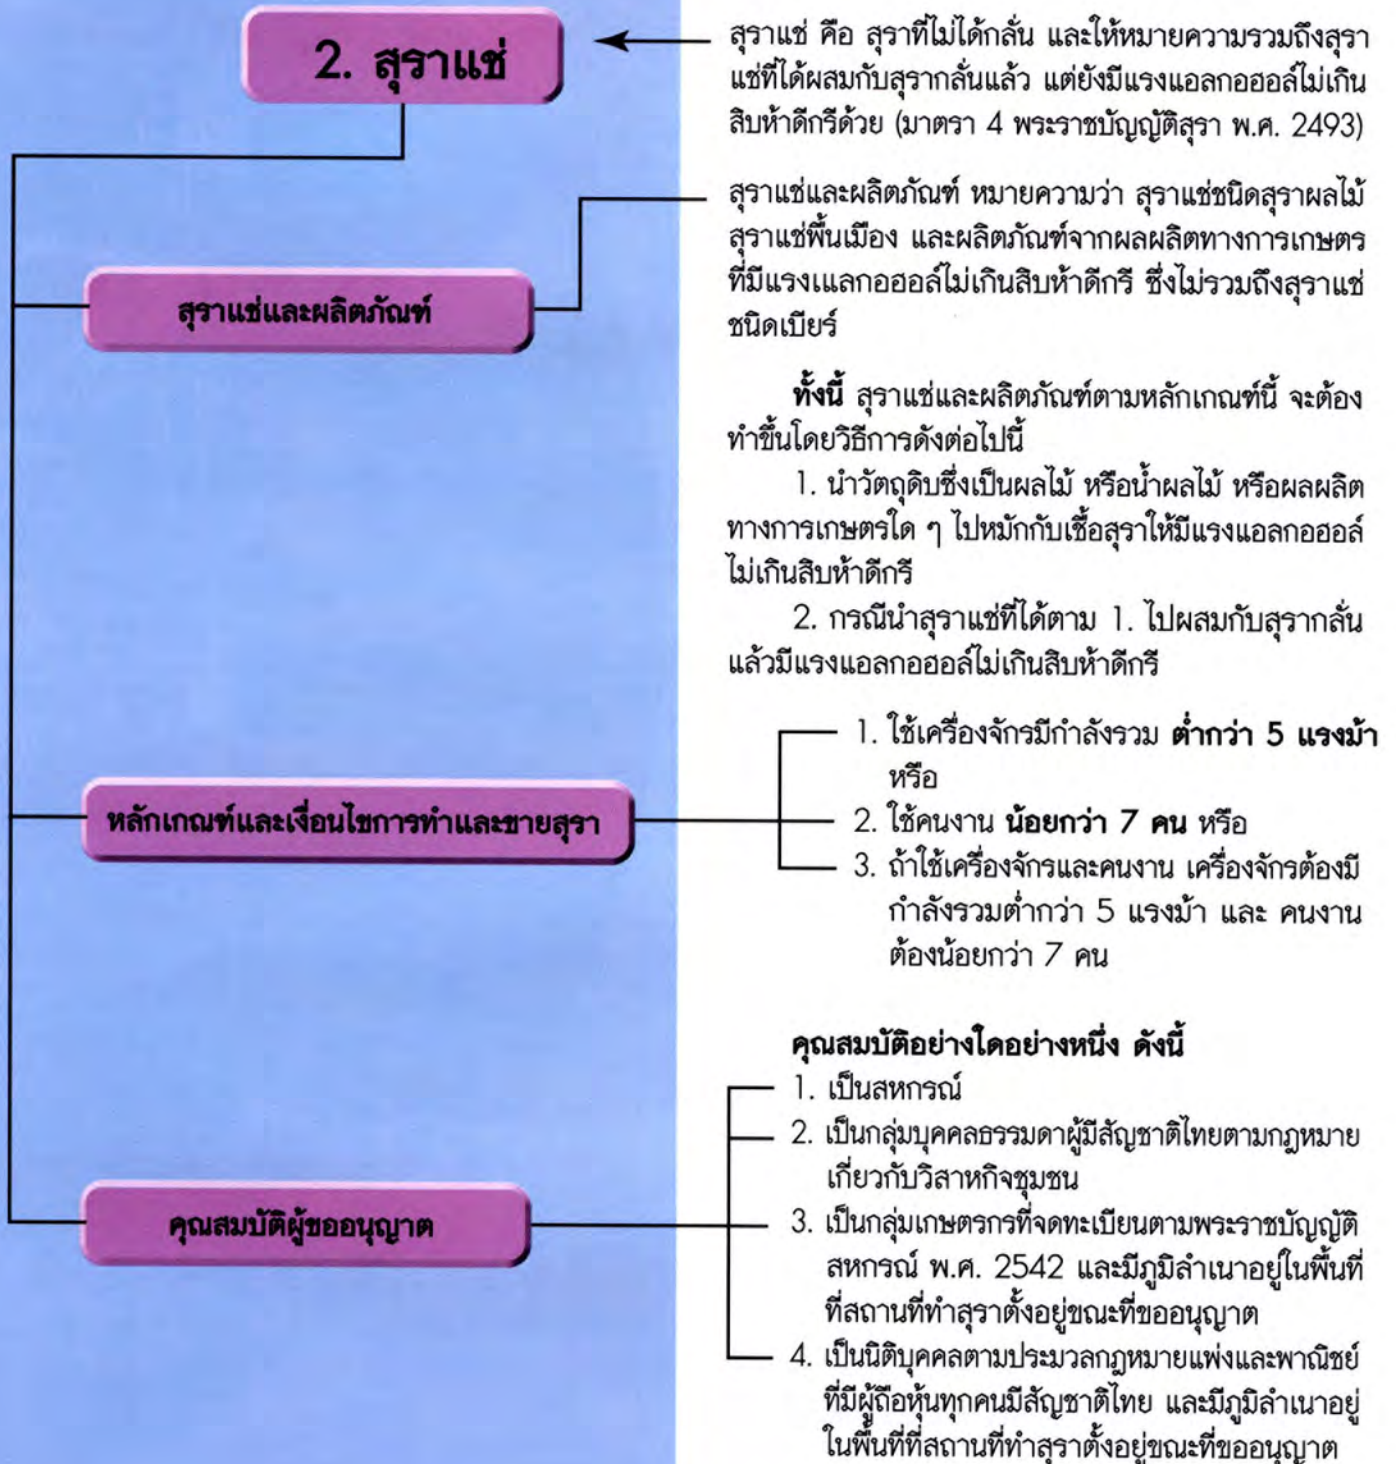 2. สุราแช่
สุราแช่ คือ สุราที่ไม่ได้กลั่น และให้หมายความรวมถึงสุรา
แช่ที่ได้ผสมกับสุรากลั่นแล้ว แต่ยังมีแรงแอลกอฮอล์ไม่เกิน
สิบห้าดีกรีด้วย (มาตรา 4 พระราชบัญญัติสุรา พ.ศ. 2493)
สุราแช่และผลิตภัณฑ์
สุราแช่และผลิตภัณฑ์ หมายความว่า สุราแช่ชนิดสุราผลไม้
สุราแช่พื้นเมือง และผลิตภัณฑ์จากผลผลิตทางการเกษตร
ที่มีแรงแแลกอฮอล์ไม่เกินสิบห้าดีกรี ซึ่งไม่รวมถึงสุราแช่
ชนิดเบียร์
ทั้งนี้ สุราแช่และผลิตภัณฑ์ตามหลักเกณฑ์นี้ จะต้อง
ทำขึ้นโดยวิธีการดังต่อไปนี้
1. นำวัตถุดิบซึ่งเป็นผลไม้ หรือน้ำผลไม้ หรือผลผลิต
ทางการเกษตรใด ๆ ไปหมักกับเชื้อสุราให้มีแรงแอลกอฮอล์
ไม่เกินสิบห้าดีกรี
2. กรณีนำสุราแช่ที่ได้ตาม 1. ไปผสมกับสุรากลั่น
แล้วมีแรงแอลกอฮอล์ไม่เกินสิบห้าดีกรี
หลักเกณฑ์และเงื่อนไขการทำและขายสุรา
1. ใช้เครื่องจักรมีกำลังรวม ต่ำกว่า 5 แรงม้า
หรือ
2. ใช้คนงาน น้อยกว่า 7 คน หรือ
3. ถ้าใช้เครื่องจักรและคนงาน เครื่องจักรต้องมี
กำลังรวมต่ำกว่า 5 แรงม้า และ คนงาน
ต้องน้อยกว่า 7 คน
คุณสมบัติผู้ขออนุญาต
คุณสมบัติอย่างใดอย่างหนึ่ง ดังนี้
1. เป็นสหกรณ์
2. เป็นกลุ่มบุคคลธรรมดาผู้มีสัญชาติไทยตามกฎหมาย
เกี่ยวกับวิสาหกิจชุมชน
3. เป็นกลุ่มเกษตรกรที่จดทะเบียนตามพระราชบัญญัติ
สหกรณ์ พ.ศ. 2542 และมีภูมิลำเนาอยู่ในพื้นที่
ที่สถานที่ทำสุราตั้งอยู่ขณะที่ขออนุญาต
4. เป็นนิติบุคคลตามประมวลกฎหมายแพ่งและพาณิชย์
ที่มีผู้ถือหุ้นทุกคนมีสัญชาติไทย และมีภูมิลำเนาอยู่
ในพื้นที่ที่สถานที่ทำสุราตั้งอยู่ขณะที่ขออนุญาต